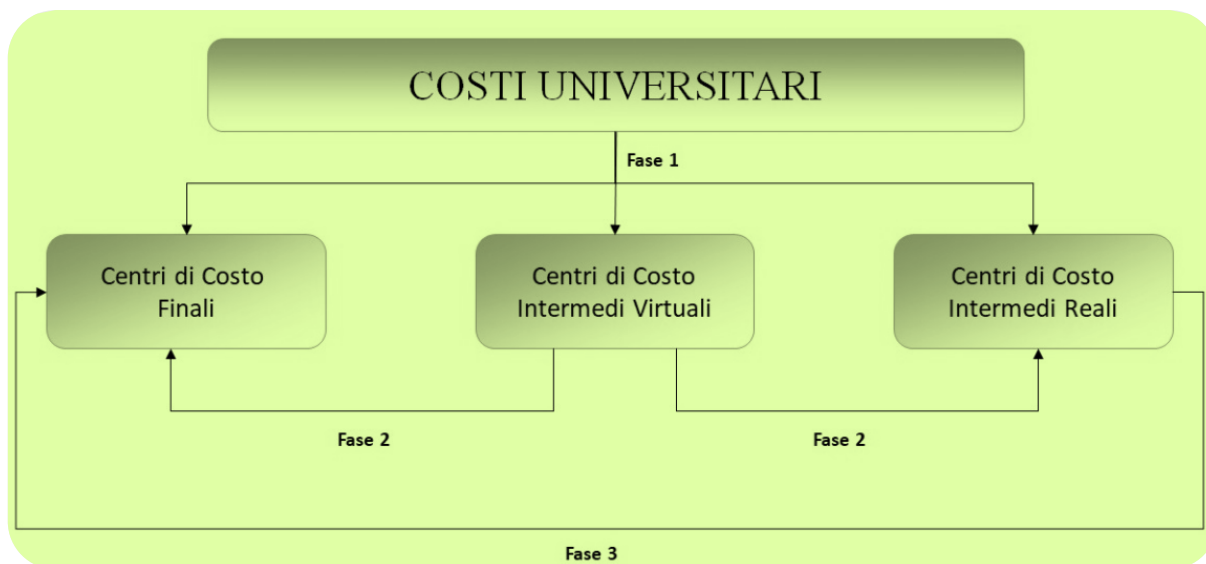 COSTI UNIVERSITARI
Fase 1
Centri di Costo
Finali
Centri di Costo
Intermedi Virtuali
Centri di Costo
Intermedi Reali
Fase 2
Fase 2
Fase 3